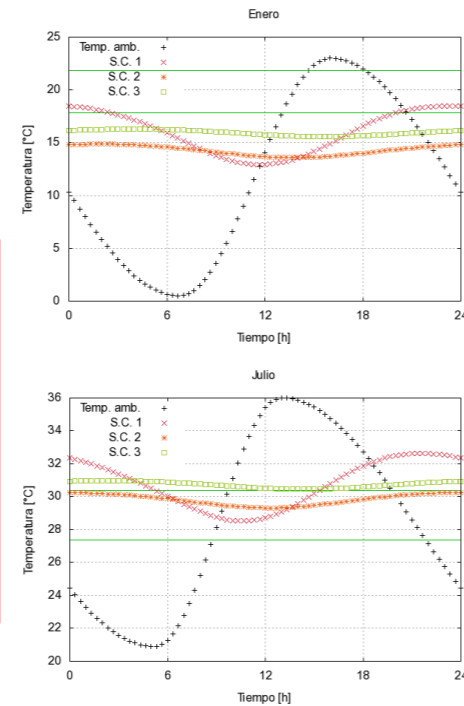 Enero
Temperatura [°C]
25
20
15
10
5
0
Temp. amb.
S.C. 1
S.C. 2
S.C. 3
0
6
12
18
24
Tiempo [h]
Julio
Temperatura [°C]
36
34
32
30
28
26
24
22
20
Temp. amb.
S.C. 1
S.C. 2
S.C. 3
0
6
12
18
24
Tiempo [h]